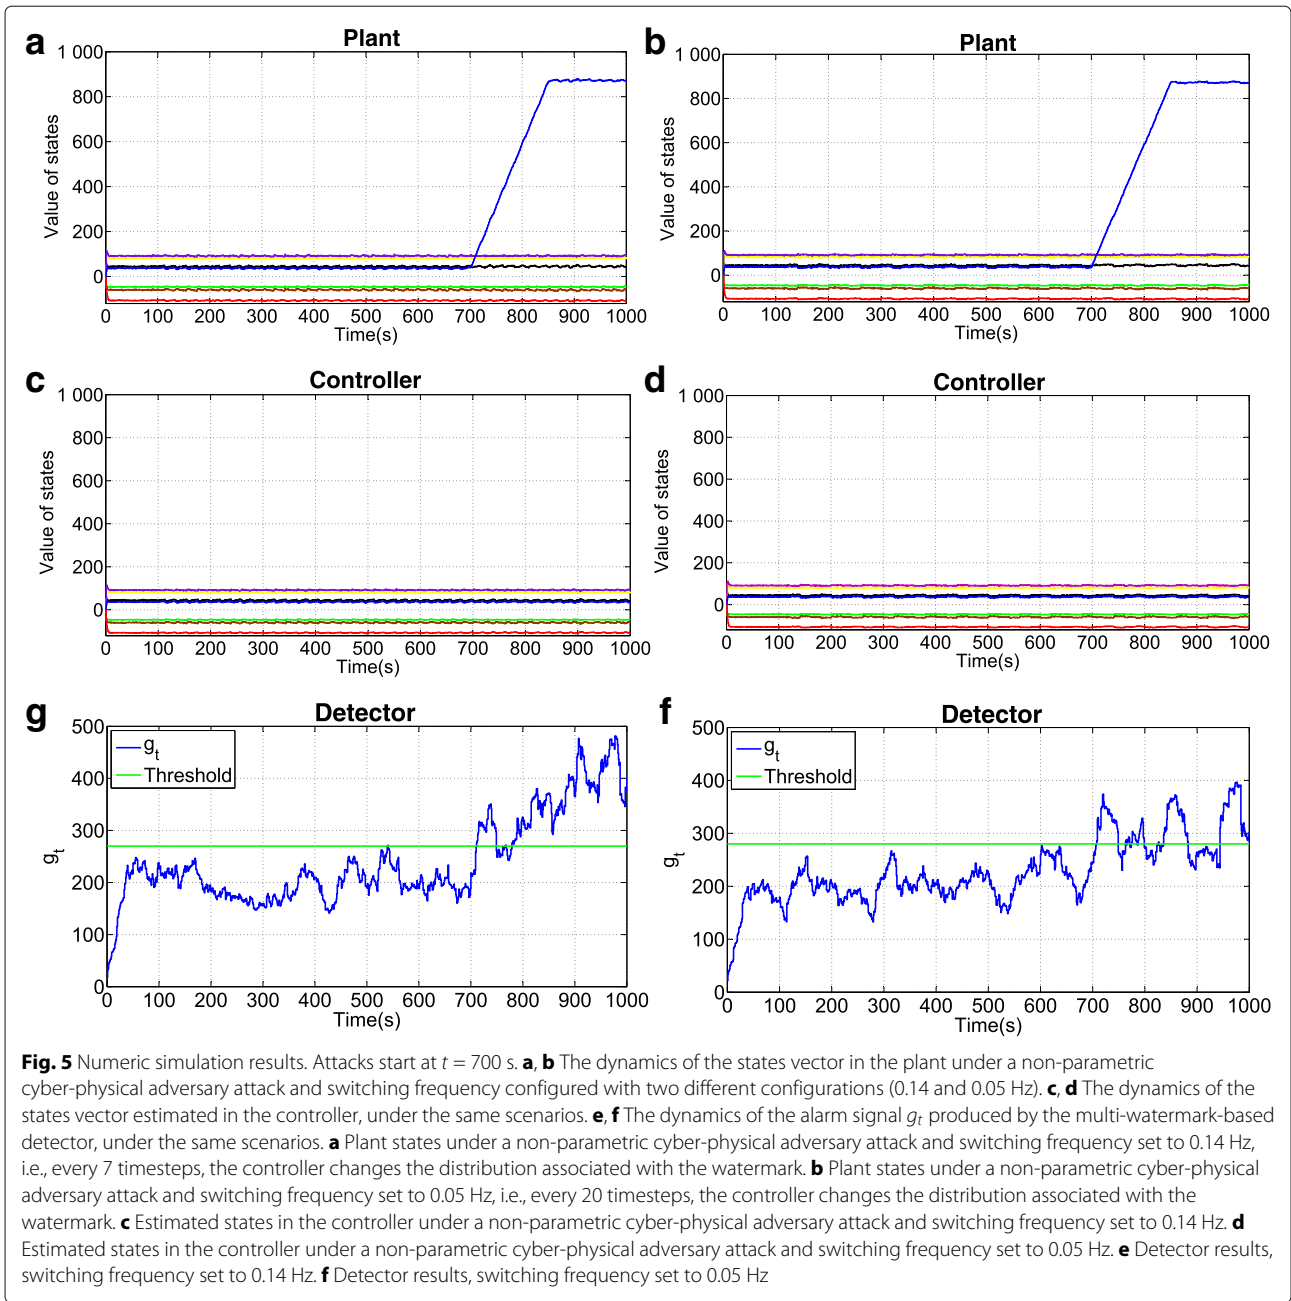 a
Plant
1 000
800
600
400
200
0
Value of states
0 100 200 300 400 500 600 700 800 900 1000
Time(s)
b
Plant
1 000
800
600
400
200
0
Value of states
0 100 200 300 400 500 600 700 800 900 1000
Time(s)
c
Controller
1 000
800
600
400
200
0
Value of states
0 100 200 300 400 500 600 700 800 900 1000
Time(s)
d
Controller
1 000
800
600
400
200
0
Value of states
0 100 200 300 400 500 600 700 800 900 1000
Time(s)
g
Detector
500
400
300
200
100
0
g_t
g_t
Threshold
0 100 200 300 400 500 600 700 800 900 1000
Time(s)
f
Detector
500
400
300
200
100
0
g_t
g_t
Threshold
0 100 200 300 400 500 600 700 800 900 1000
Time(s)
Fig. 5 Numeric simulation results. Attacks start at t = 700 s. a, b The dynamics of the states vector in the plant under a non-parametric
cyber-physical adversary attack and switching frequency configured with two different configurations (0.14 and 0.05 Hz). c, d The dynamics of the
states vector estimated in the controller, under the same scenarios. e, f The dynamics of the alarm signal g_t produced by the multi-watermark-based
detector, under the same scenarios. a Plant states under a non-parametric cyber-physical adversary attack and switching frequency set to 0.14 Hz,
i.e., every 7 timesteps, the controller changes the distribution associated with the watermark. b Plant states under a non-parametric cyber-physical
adversary attack and switching frequency set to 0.05 Hz, i.e., every 20 timesteps, the controller changes the distribution associated with the
watermark. c Estimated states in the controller under a non-parametric cyber-physical adversary attack and switching frequency set to 0.14 Hz. d
Estimated states in the controller under a non-parametric cyber-physical adversary attack and switching frequency set to 0.05 Hz. e Detector results,
switching frequency set to 0.14 Hz. f Detector results, switching frequency set to 0.05 Hz